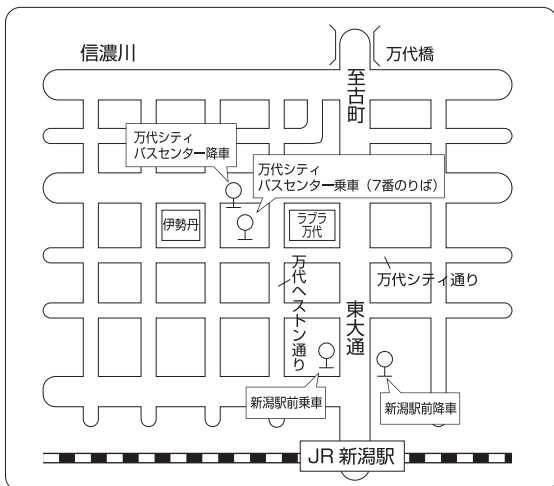 信濃川
万代橋
至古町
万代シティ
バスセンター降車
万代シティ
バスセンター乗車（7番のりば）
伊勢丹
ラブラ
万代
万代シティ通り
万代ヘストン通り
東大通
新潟駅前乗車
新潟駅前降車
JR 新潟駅